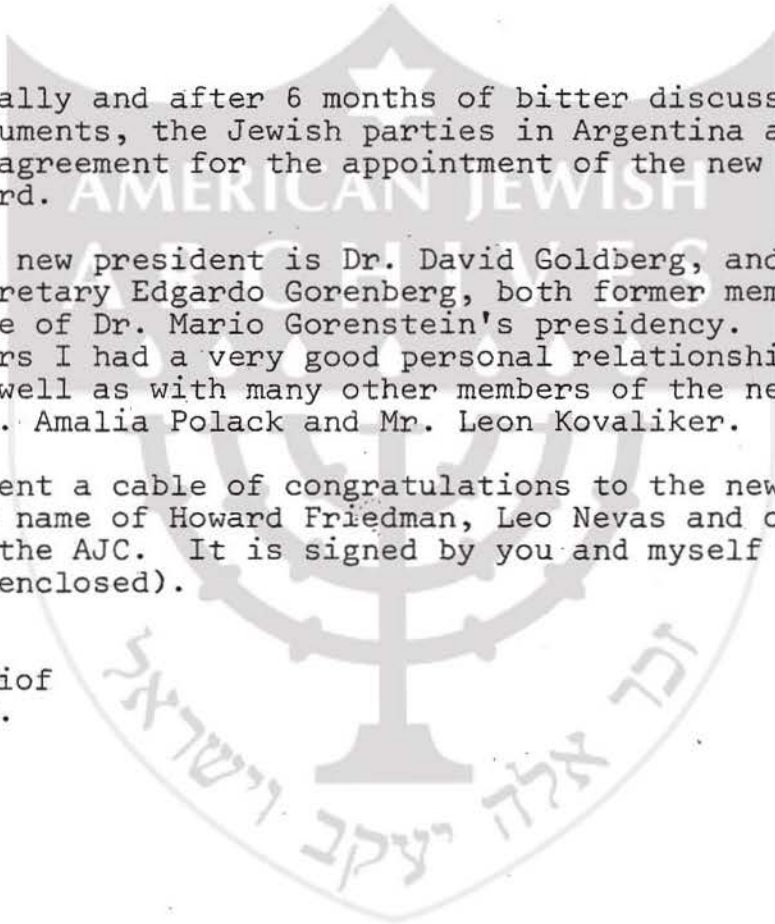 ally and after 6 months of bitter discuss
uments, the Jewish parties in Argentina a
agreement for the appointment of the new
rd.
AMERICAN JEWISH
ARCHIVES
new president is Dr. David Goldberg, and
retary Edgardo Gorenberg, both former mem
e of Dr. Mario Gorenstein's presidency.
rs I had a very good personal relationshi
well as with many other members of the ne
. Amalia Polack and Mr. Leon Kovaliker.
ent a cable of congratulations to the new
name of Howard Friedman, Leo Nevas and o
the AJC. It is signed by you and myself
enclosed).
iof
.
זכר אלה יעקב וישראל